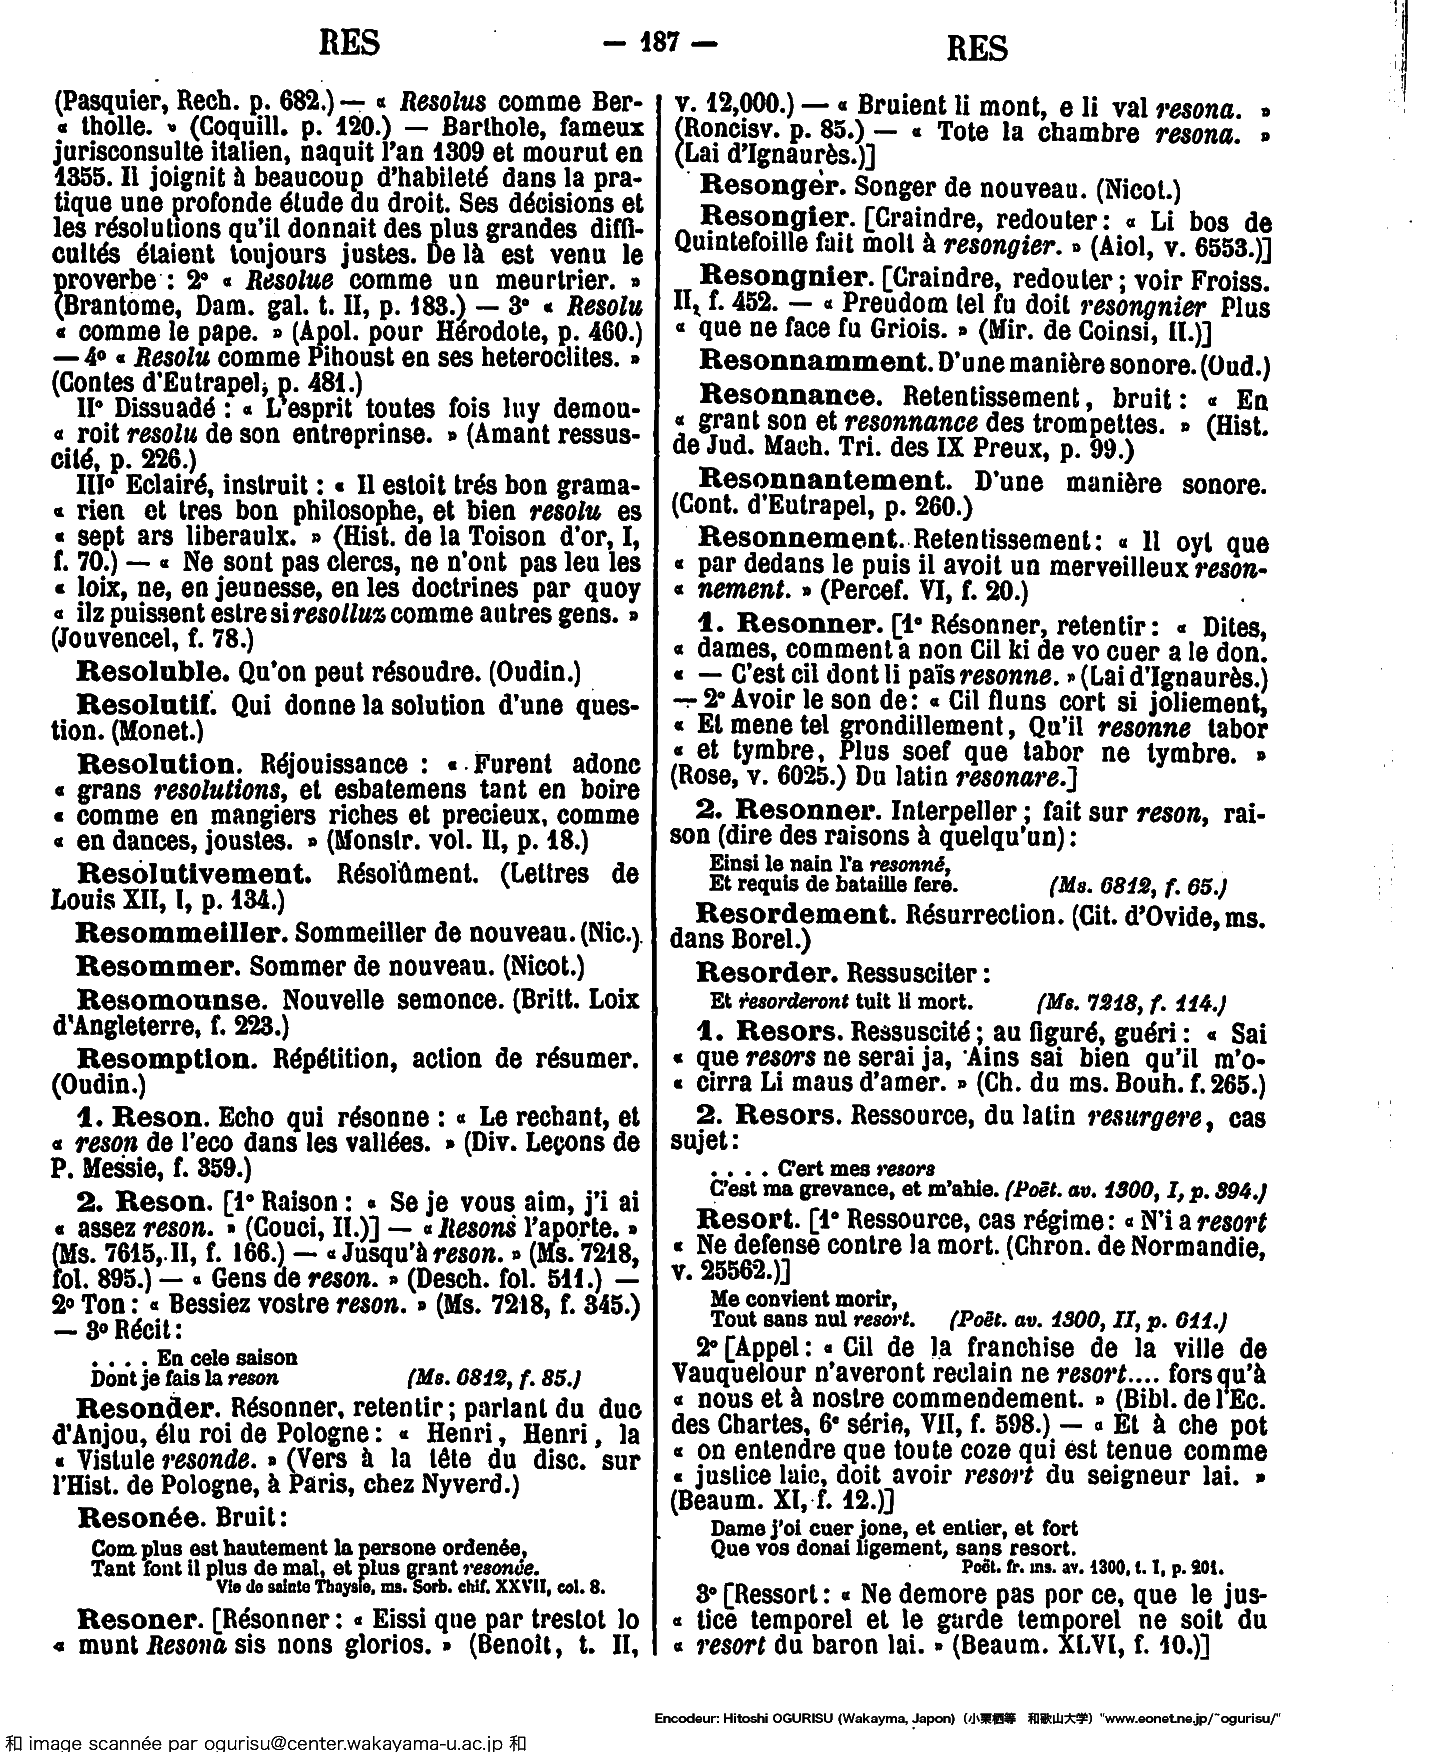 RES
— 187 —
RES
(Pasquier, Rech. p. 682.) — « Resolus comme Ber-
« tholle. » (Coquill. p. 120.) — Barthole, fameux
jurisconsulte italien, naquit l'an 1309 et mourut en
1355. Il joignit à beaucoup d'habileté dans la pra-
tique une profonde étude du droit. Ses décisions et
les résolutions qu'il donnait des plus grandes diffi-
cultés étaient toujours justes. De là est venu le
proverbe : 2° « Resolue comme un meurtrier. »
(Brantome, Dam. gal. t. II, p. 183.) — 3° « Resolu
« comme le pape. » (Apol. pour Hérodote, p. 460.)
— 4° « Resolu comme Pihoust en ses heteroclites. »
(Contes d'Eutrapel, p. 481.)
II° Dissuadé : « L'esprit toutes fois luy demou-
« roit resolu de son entreprinse. » (Amant ressus-
cité, p. 226.)
III° Eclairé, instruit : « Il estoit trés bon grama-
« rien et tres bon philosophe, et bien resolu es
« sept ars liberaulx. » (Hist. de la Toison d'or, I,
f. 70.) — « Ne sont pas clercs, ne n'ont pas leu les
« loix, ne, en jeunesse, en les doctrines par quoy
« ilz puissent estre si resolluz comme autres gens. »
(Jouvencel, f. 78.)
Resoluble. Qu'on peut résoudre. (Oudin.)
Resolutif. Qui donne la solution d'une ques-
tion. (Monet.)
Resolution. Réjouissance : « Furent adonc
« grans resolutions, et esbatemens tant en boire
« comme en mangiers riches et precieux, comme
« en dances, joustes. » (Monstr. vol. II, p. 18.)
Resolutivement. Résolûment. (Lettres de
Louis XII, I, p. 134.)
Resommeiller. Sommeiller de nouveau. (Nic.)
Resommer. Sommer de nouveau. (Nicot.)
Resomounse. Nouvelle semonce. (Britt. Loix
d'Angleterre, f. 223.)
Resomption. Répétition, action de résumer.
(Oudin.)
1. Reson. Echo qui résonne : « Le rechant, et
« reson de l'eco dans les vallées. » (Div. Leçons de
P. Messie, f. 359.)
2. Reson. [1° Raison : « Se je vous aim, j'i ai
« assez reson. » (Couci, II.)] — « Resons l'aporte. »
(Ms. 7615, II, f. 166.) — « Jusqu'à reson. » (Ms. 7218,
fol. 895.) — « Gens de reson. » (Desch. fol. 511.) —
2° Ton : « Bessiez vostre reson. » (Ms. 7218, f. 345.)
— 3° Récit :
. . . . En cele saison
Dont je fais la reson (Ms. 6812, f. 85.)
Resonder. Résonner, retentir ; parlant du duc
d'Anjou, élu roi de Pologne : « Henri, Henri, la
« Vistule resonde. » (Vers à la tête du disc. sur
l'Hist. de Pologne, à Paris, chez Nyverd.)
Resonée. Bruit :
Com plus est hautement la persone ordenée,
Tant font il plus de mal, et plus grant resonée.
Vie de sainte Thaysie, ms. Sorb. chif. XXVII, col. 8.
Resoner. [Résonner : « Eissi que par trestot lo
« munt Resona sis nons glorios. » (Benoit, t. II,
v. 12,000.) — « Bruient li mont, e li val resona. »
(Roncisv. p. 85.) — « Tote la chambre resona. »
(Lai d'Ignaurès.)]
Resonger. Songer de nouveau. (Nicot.)
Resongier. [Craindre, redouter : « Li bos de
Quintefoille fait molt à resongier. » (Aiol, v. 6553.)]
Resongnier. [Craindre, redouter ; voir Froiss.
II, f. 452. — « Preudom tel fu doit resongnier Plus
« que ne face fu Griois. » (Mir. de Coinsi, II.)]
Resonnamment. D'une manière sonore. (Oud.)
Resonnance. Retentissement, bruit : « En
« grant son et resonnance des trompettes. » (Hist.
de Jud. Mach. Tri. des IX Preux, p. 99.)
Resonnantement. D'une manière sonore.
(Cont. d'Eutrapel, p. 260.)
Resonnement. Retentissement : « Il oyt que
« par dedans le puis il avoit un merveilleux reson-
« nement. » (Percef. VI, f. 20.)
1. Resonner. [1° Résonner, retentir : « Dites,
« dames, comment a non Cil ki de vo cuer a le don.
« — C'est cil dont li païs resonne. » (Lai d'Ignaurès.)
— 2° Avoir le son de : « Cil fluns cort si joliement,
« Et mene tel grondillement, Qu'il resonne tabor
« et tymbre, Plus soef que tabor ne tymbre. »
(Rose, v. 6025.) Du latin resonare.]
2. Resonner. Interpeller ; fait sur reson, rai-
son (dire des raisons à quelqu'un) :
Einsi le nain l'a resonné,
Et requis de bataille fere. (Ms. 6812, f. 65.)
Resordement. Résurrection. (Cit. d'Ovide, ms.
dans Borel.)
Resorder. Ressusciter :
Et resorderont tuit li mort. (Ms. 7218, f. 114.)
1. Resors. Ressuscité ; au figuré, guéri : « Sai
« que resors ne serai ja, Ains sai bien qu'il m'o-
« cirra Li maus d'amer. » (Ch. du ms. Bouh. f. 265.)
2. Resors. Ressource, du latin resurgere, cas
sujet :
. . . . C'ert mes resors
C'est ma grevance, et m'ahie. (Poët. av. 1300, I, p. 394.)
Resort. [1° Ressource, cas régime : « N'i a resort
« Ne defense contre la mort. (Chron. de Normandie,
v. 25562.)]
Me convient morir,
Tout sans nul resort. (Poët. av. 1300, II, p. 611.)
2° [Appel : « Cil de la franchise de la ville de
Vauquelour n'averont reclain ne resort.... fors qu'à
« nous et à nostre commendement. » (Bibl. de l'Ec.
des Chartes, 6e série, VII, f. 598.) — « Et à che pot
« on entendre que toute coze qui est tenue comme
« justice laie, doit avoir resort du seigneur lai. »
(Beaum. XI, f. 12.)]
Dame j'oi cuer jone, et entier, et fort
Que vos donai ligement, sans resort.
Poët. fr. ms. av. 1300, t. I, p. 201.
3° [Ressort : « Ne demore pas por ce, que le jus-
« tice temporel et le garde temporel ne soit du
« resort du baron lai. » (Beaum. XLVI, f. 10.)]
Encodeur: Hitoshi OGURISU (Wakayma, Japon) (小栗栖等 和歌山大学) "www.eonet.ne.jp/~ogurisu/"
和 image scannée par ogurisu@center.wakayama-u.ac.jp 和